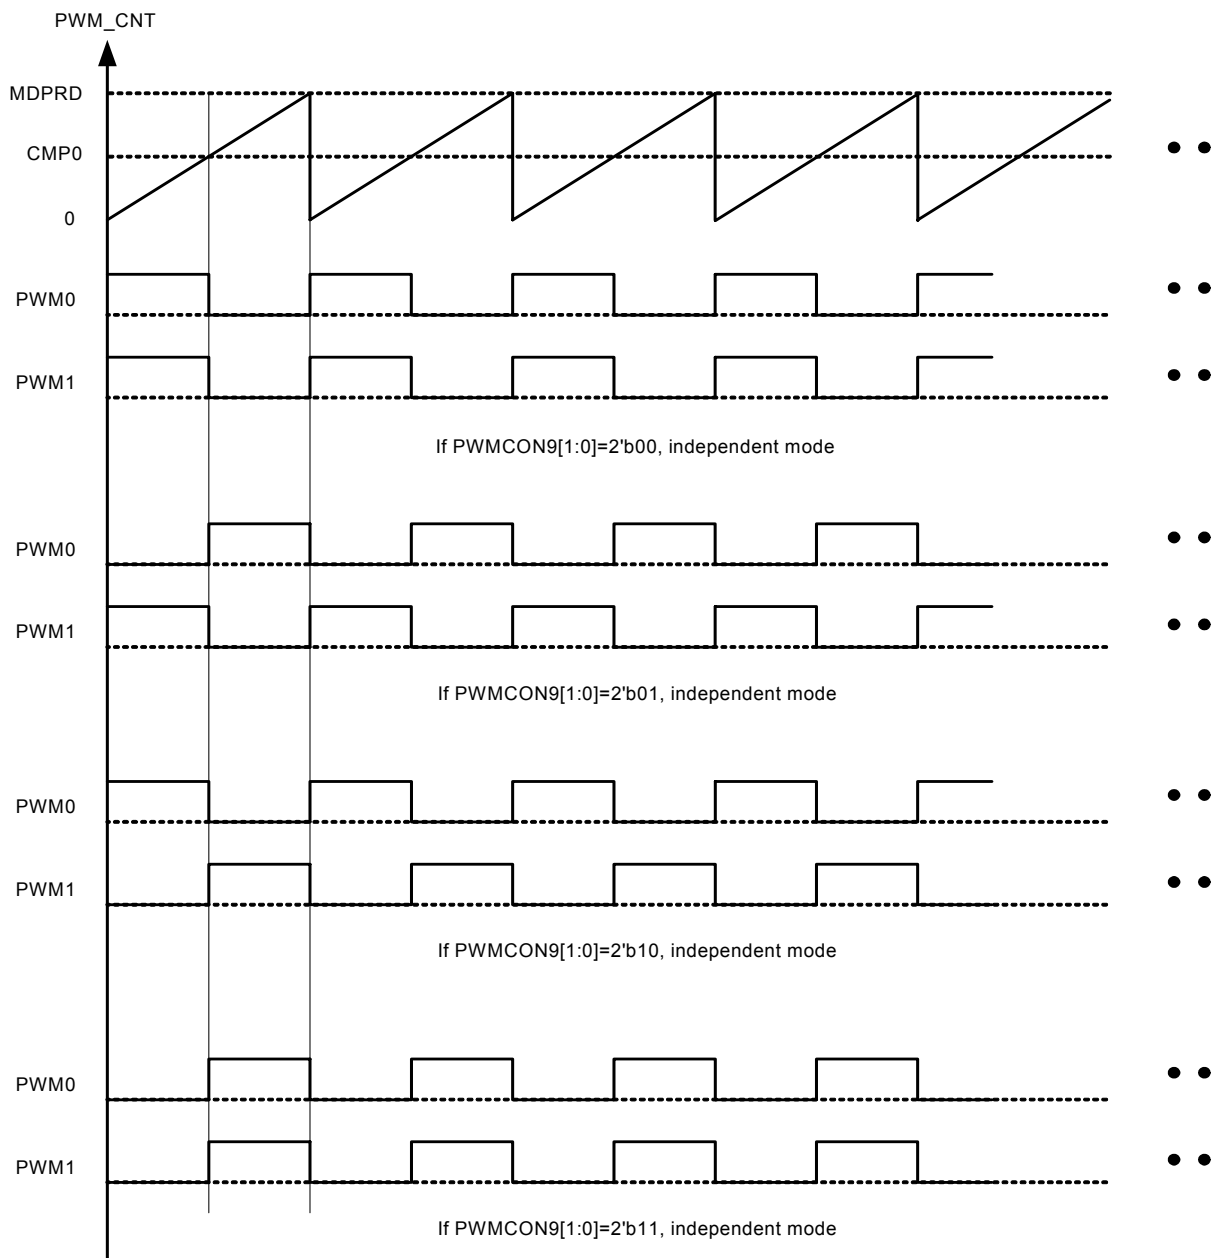 PWM_CNT
MDPRD
CMP0
0
PWM0
PWM1
If PWMCON9[1:0]=2'b00, independent mode
PWM0
PWM1
If PWMCON9[1:0]=2'b01, independent mode
PWM0
PWM1
If PWMCON9[1:0]=2'b10, independent mode
PWM0
PWM1
If PWMCON9[1:0]=2'b11, independent mode